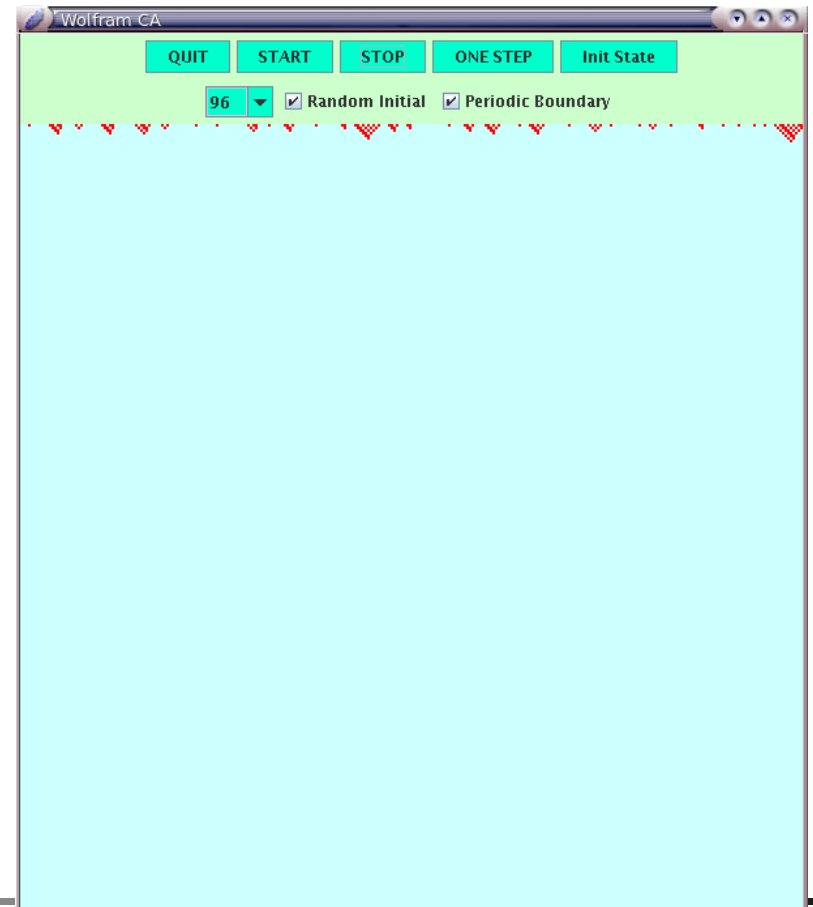 Wolfram CA
QUIT START STOP ONE STEP Init State
96 Random Initial Periodic Boundary